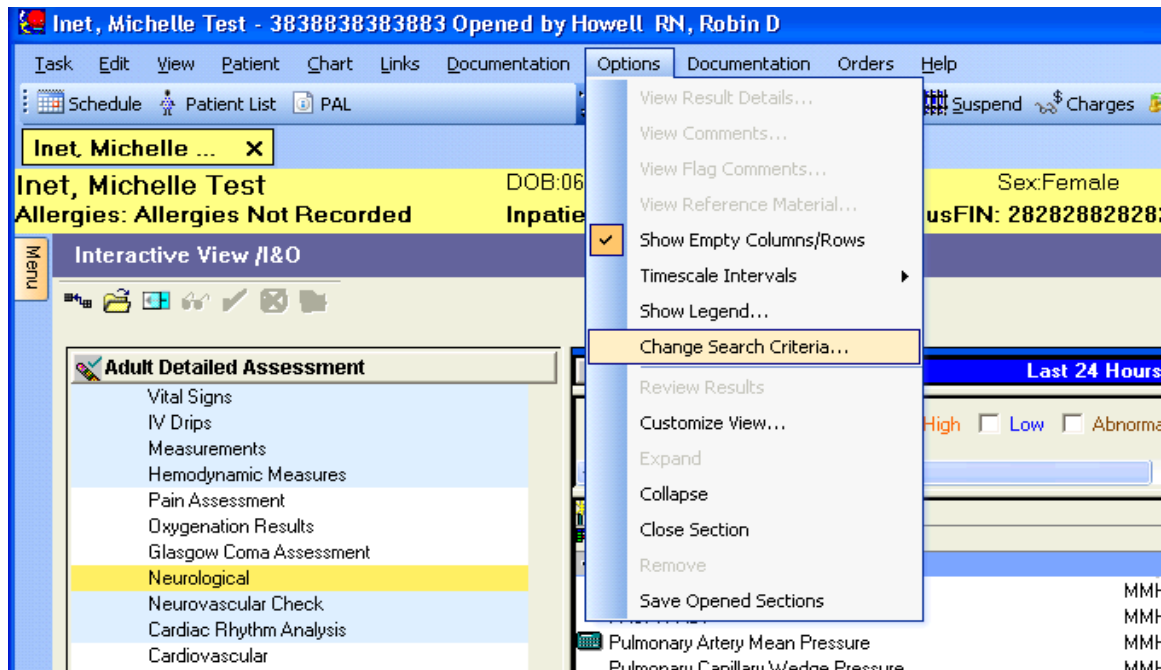 Inet, Michelle Test - 3838838383883 Opened by Howell RN, Robin D
Task Edit View Patient Chart Links Documentation Options Documentation Orders Help
Schedule Patient List PAL Suspend Charges
Inet, Michelle ...
Inet, Michelle Test DOB:06 Sex:Female
Allergies: Allergies Not Recorded Inpatie usFIN: 28282882828
Menu
Interactive View /I&O
View Result Details...
View Comments...
View Flag Comments...
View Reference Material...
Show Empty Columns/Rows
Timescale Intervals
Show Legend...
Change Search Criteria...
Review Results
Customize View...
Expand
Collapse
Close Section
Remove
Save Opened Sections
Adult Detailed Assessment
Vital Signs
IV Drips
Measurements
Hemodynamic Measures
Pain Assessment
Oxygenation Results
Glasgow Coma Assessment
Neurological
Neurovascular Check
Cardiac Rhythm Analysis
Cardiovascular
Last 24 Hours
High Low Abnorma
MMH
MMH
Pulmonary Artery Mean Pressure MMH
Pulmonary Capillary Wedge Pressure MMH